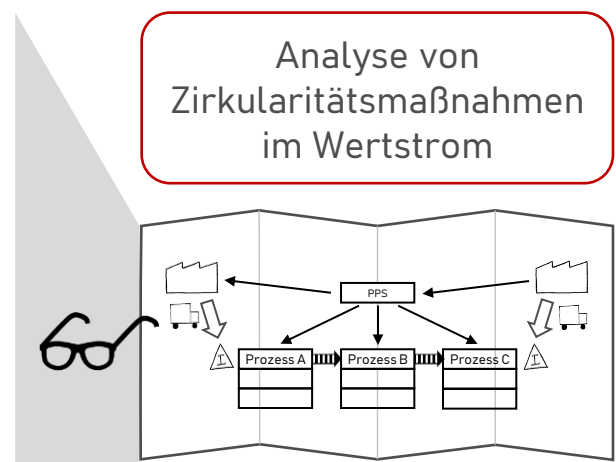 Analyse von
Zirkularitätsmaßnahmen
im Wertstrom
PPS
I
Prozess A
Prozess B
Prozess C
I